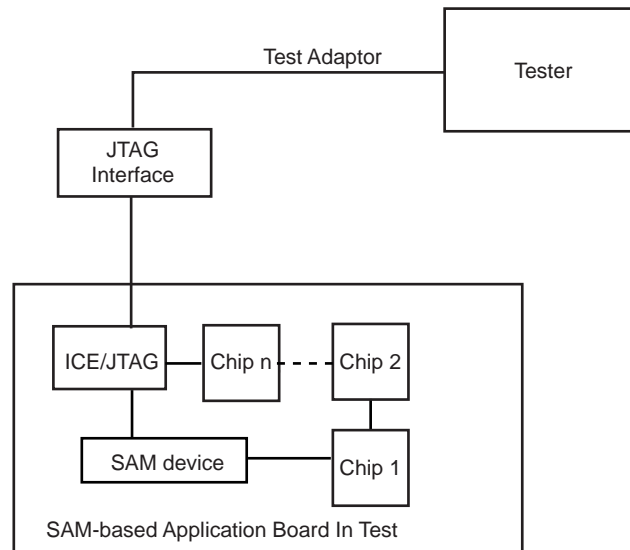 Test Adaptor
Tester
JTAG
Interface
ICE/JTAG
Chip n
Chip 2
SAM device
Chip 1
SAM-based Application Board In Test